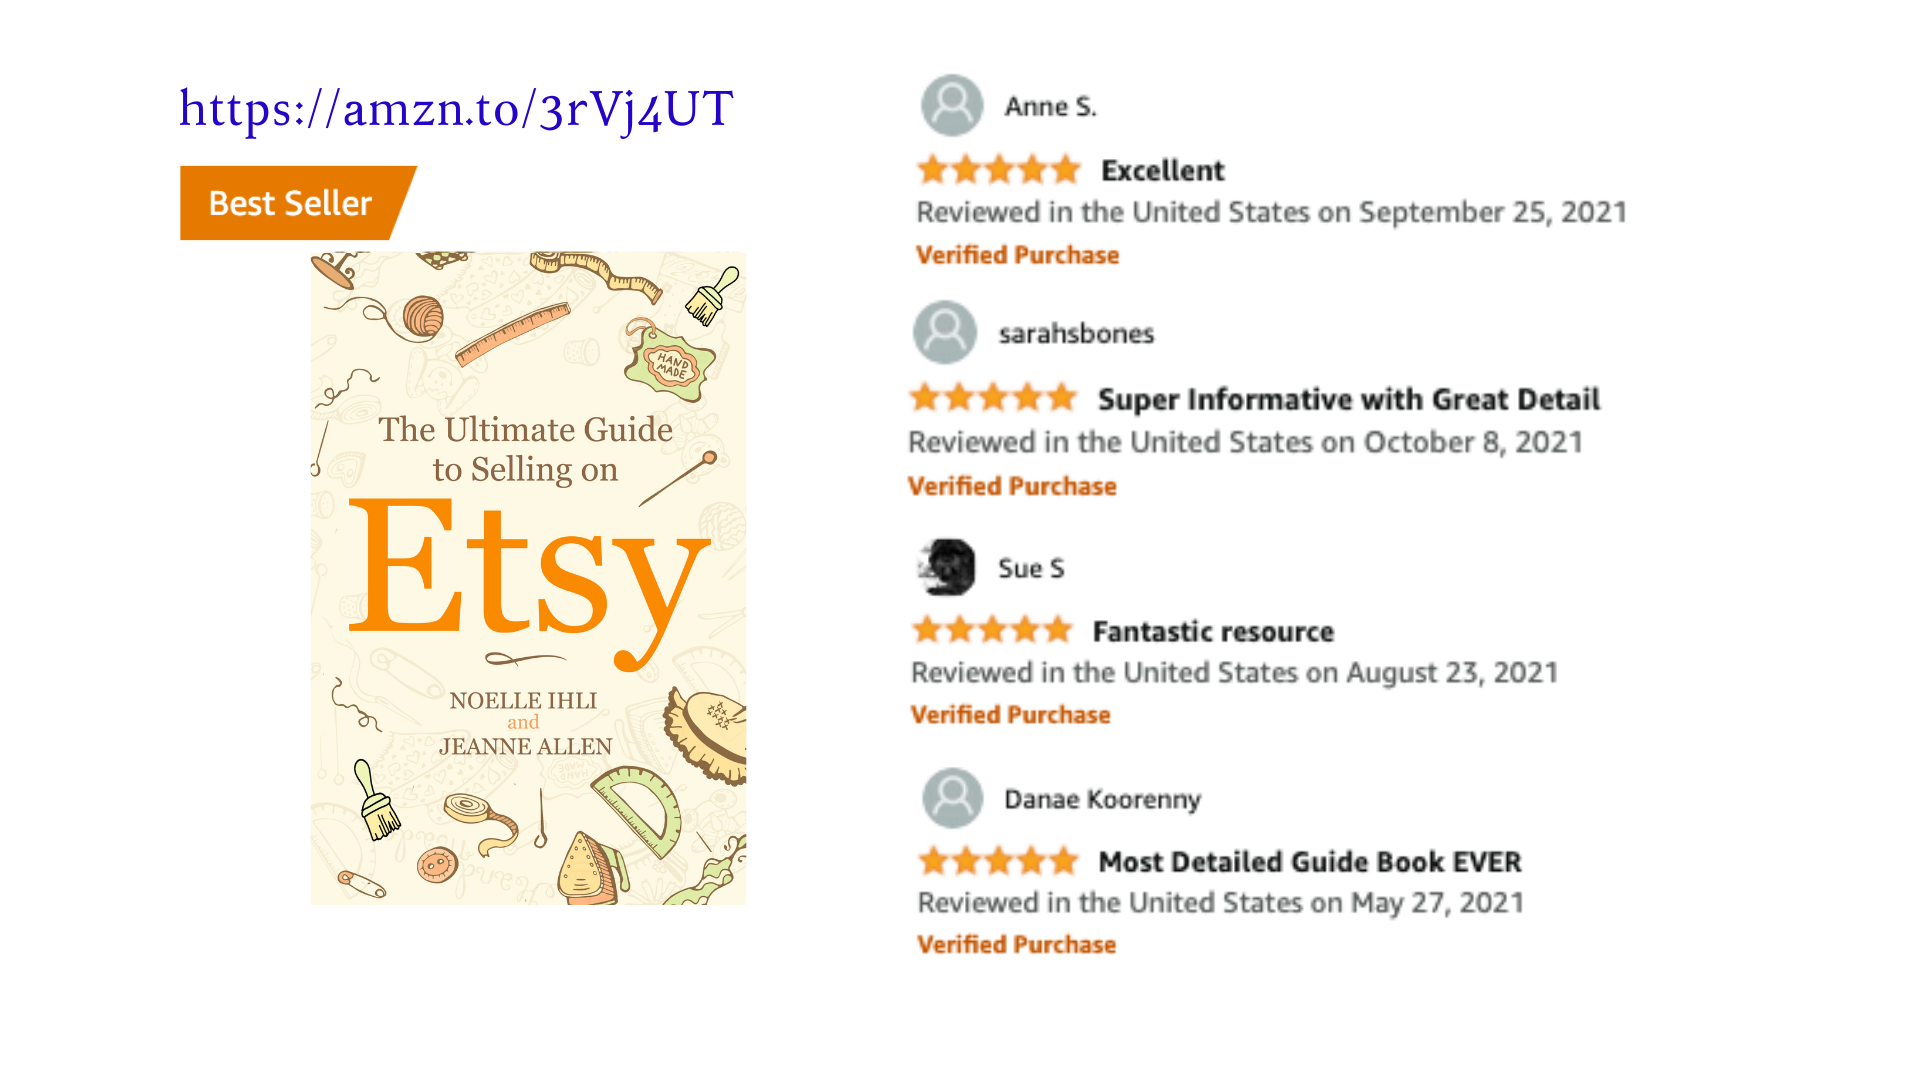 https://amzn.to/3rVj4UT
Best Seller
HAND
MADE
The Ultimate Guide
to Selling on
Etsy
NOELLE IHLI
and
JEANNE ALLEN
Anne S.
Excellent
Reviewed in the United States on September 25, 2021
Verified Purchase
sarahsbones
Super Informative with Great Detail
Reviewed in the United States on October 8, 2021
Verified Purchase
Sue S
Fantastic resource
Reviewed in the United States on August 23, 2021
Verified Purchase
Danae Koorenny
Most Detailed Guide Book EVER
Reviewed in the United States on May 27, 2021
Verified Purchase